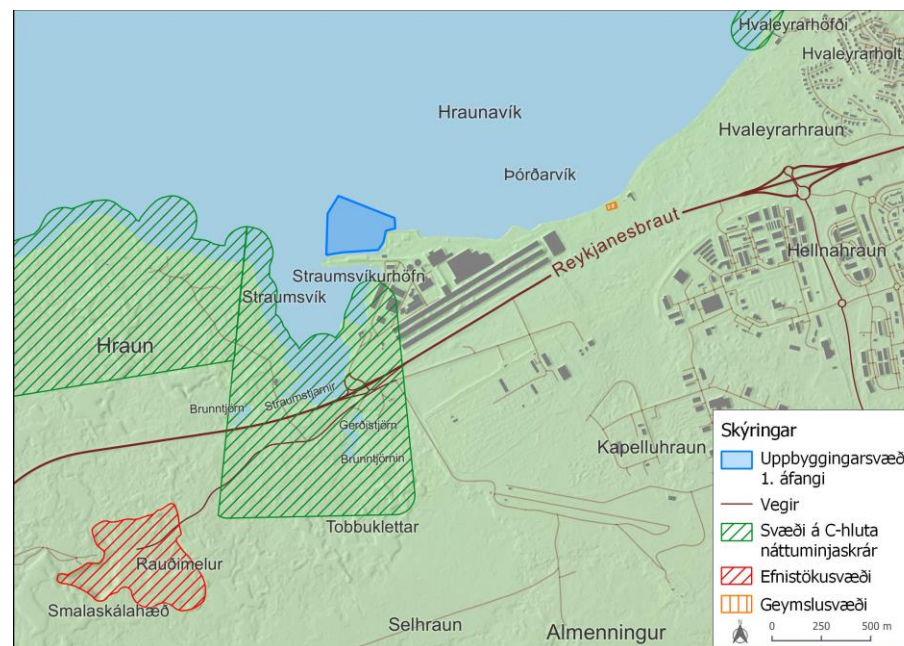 Hvaleyrarhöfði
Hvaleyrarholt
Hraunavík
Hvaleyrarhraun
Þórðarvík
Reykjanesbraut
Hellnahraun
Straumsvíkurhöfn
Straumsvík
Hraun
Brunntjörn
Straumstjarnir
Gerðistjörn
Brunntjörnin
Kapelluhraun
Tobbuklettar
Rauðimelur
Smalaskálahæð
Selhraun
Almenningur
Skýringar
Uppbyggingarsvæð
1. áfangi
Vegir
Svæði á C-hluta
náttuminjaskrár
Efnistökusvæði
Geymslusvæði
0 250 500 m